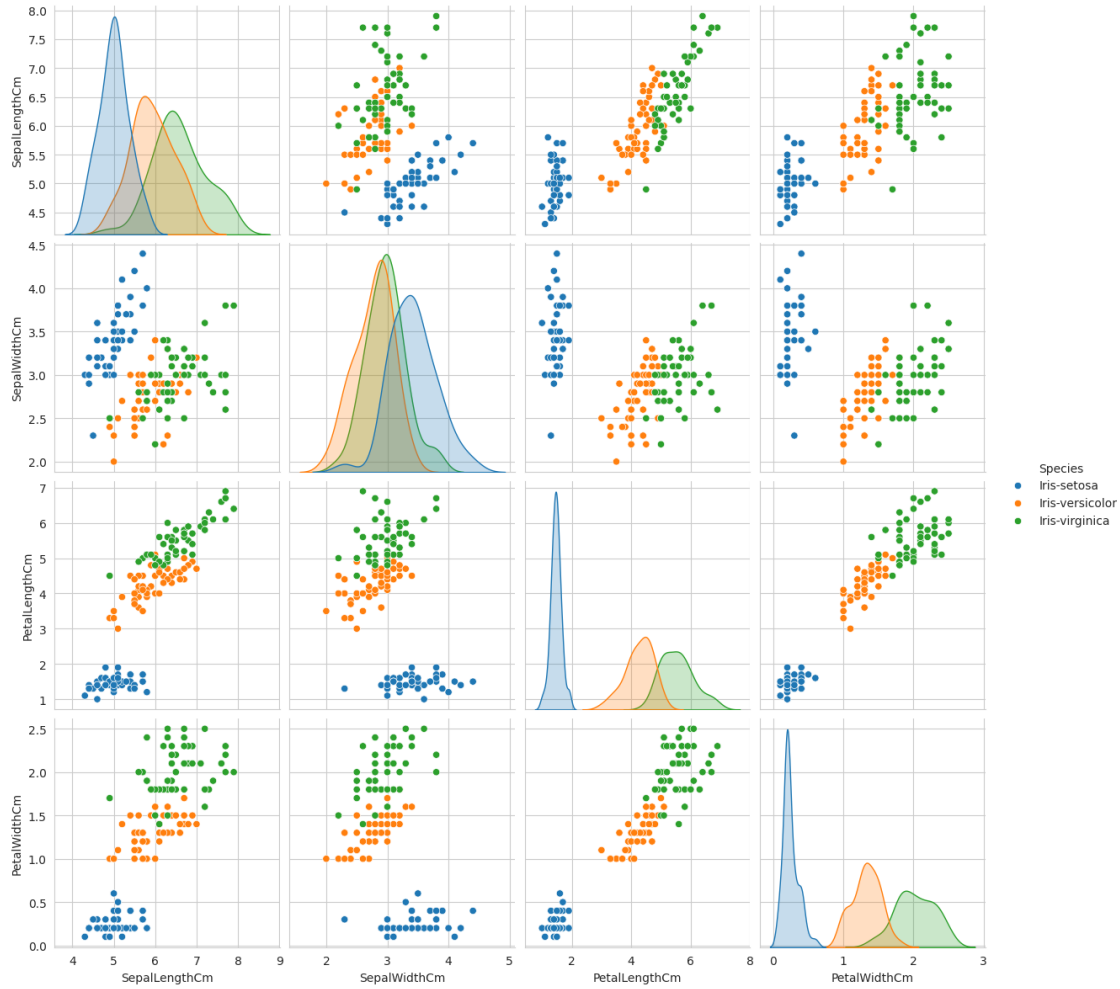 8.0
7.5
7.0
6.5
6.0
5.5
5.0
4.5
SepalLengthCm
4.5
4.0
3.5
3.0
2.5
2.0
SepalWidthCm
7
6
5
4
3
2
1
PetalLengthCm
2.5
2.0
1.5
1.0
0.5
0.0
PetalWidthCm
4 5 6 7 8 9
SepalLengthCm
2 3 4 5
SepalWidthCm
2 4 6 8
PetalLengthCm
0 1 2 3
PetalWidthCm
Species
Iris-setosa
Iris-versicolor
Iris-virginica